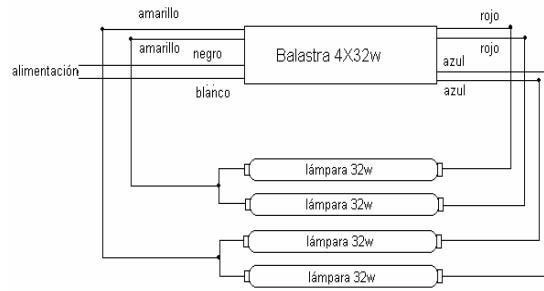 amarillo
rojo
amarillo
negro
Balastra 4X32w
rojo
azul
alimentación
blanco
azul
lámpara 32w
lámpara 32w
lámpara 32w
lámpara 32w